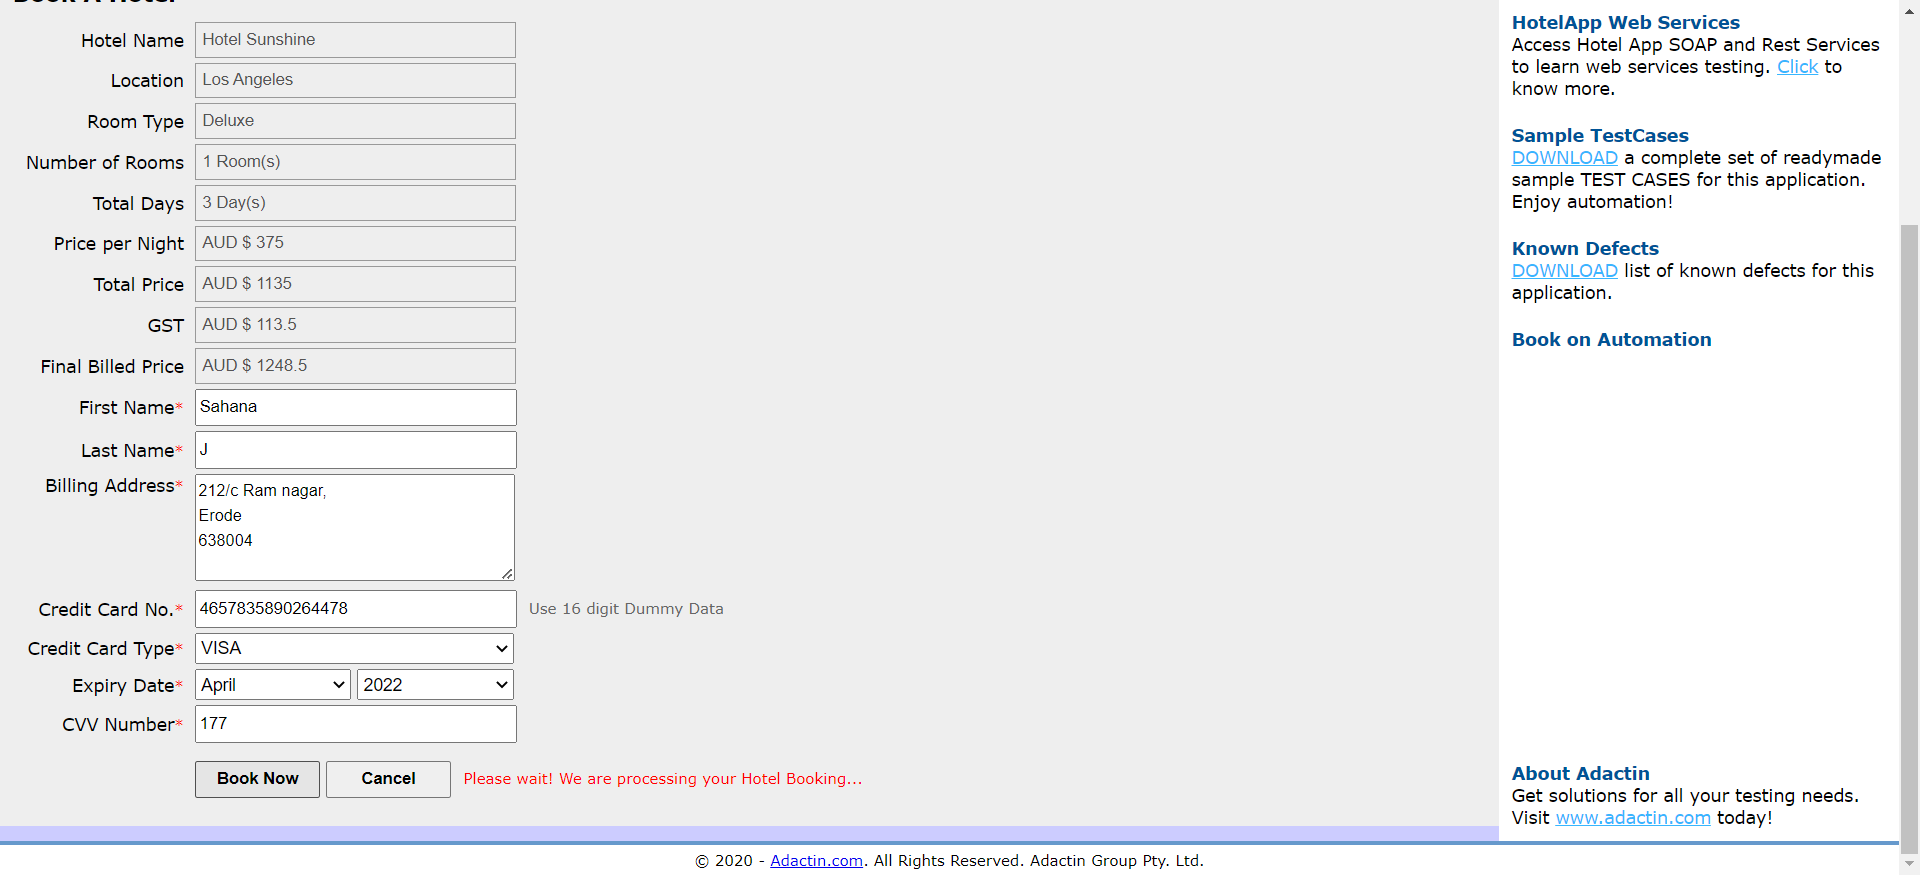 Book A Hotel
Hotel Name Hotel Sunshine
Location Los Angeles
Room Type Deluxe
Number of Rooms 1 Room(s)
Total Days 3 Day(s)
Price per Night AUD $ 375
Total Price AUD $ 1135
GST AUD $ 113.5
Final Billed Price AUD $ 1248.5
First Name* Sahana
Last Name* J
Billing Address* 212/c Ram nagar,
Erode
638004
Credit Card No.* 4657835890264478 Use 16 digit Dummy Data
Credit Card Type* VISA
Expiry Date* April 2022
CVV Number* 177
Book Now Cancel Please wait! We are processing your Hotel Booking...
HotelApp Web Services
Access Hotel App SOAP and Rest Services
to learn web services testing. Click to
know more.
Sample TestCases
DOWNLOAD a complete set of readymade
sample TEST CASES for this application.
Enjoy automation!
Known Defects
DOWNLOAD list of known defects for this
application.
Book on Automation
About Adactin
Get solutions for all your testing needs.
Visit www.adactin.com today!
© 2020 - Adactin.com. All Rights Reserved. Adactin Group Pty. Ltd.